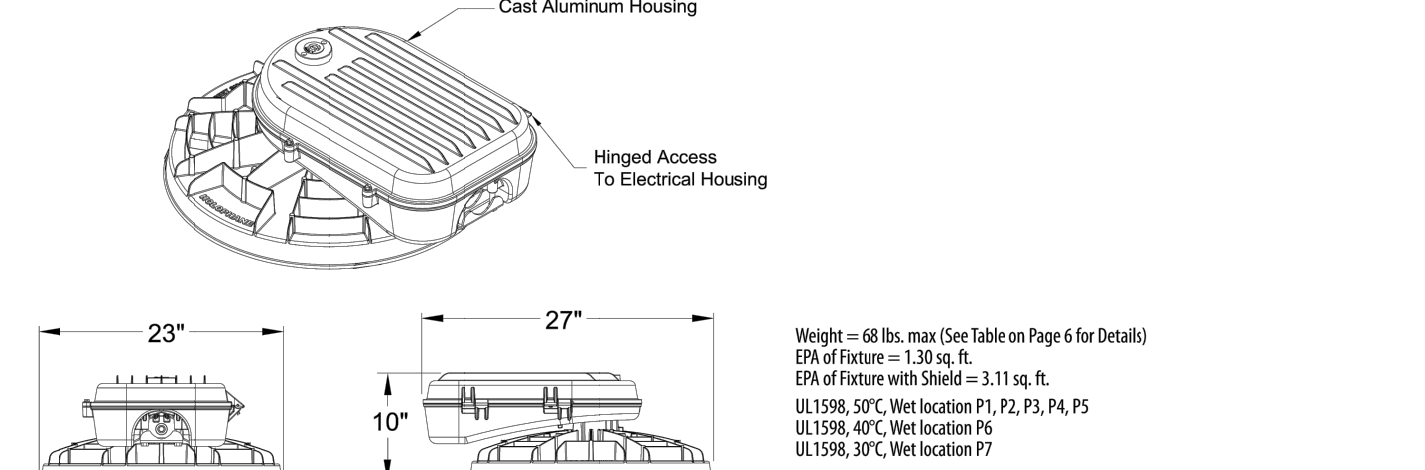 Cast Aluminum Housing
Hinged Access
To Electrical Housing
HOLOPHANE
23"
27"
10"
Weight = 68 lbs. max (See Table on Page 6 for Details)
EPA of Fixture = 1.30 sq. ft.
EPA of Fixture with Shield = 3.11 sq. ft.
UL1598, 50°C, Wet location P1, P2, P3, P4, P5
UL1598, 40°C, Wet location P6
UL1598, 30°C, Wet location P7